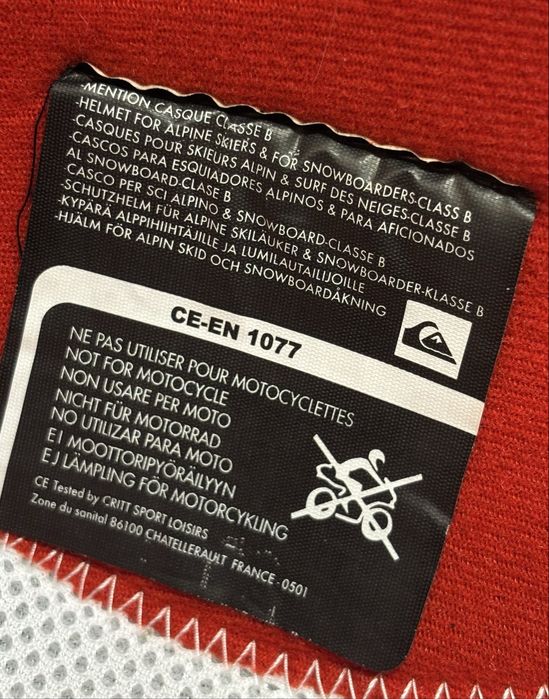 -MENTION CASQUE CLASSE B
-HELMET FOR ALPINE SKIERS & FOR SNOWBOARDERS-CLASS B
-CASQUES POUR SKIEURS ALPIN & SURF DES NEIGES-CLASSE B
-CASCOS PARA ESQUIADORES ALPINOS & PARA AFICIONADOS
AL SNOWBOARD-CLASE B
CASCO PER SCI ALPINO & SNOWBOARD-CLASSE B
-SCHUTZHELM FÜR ALPINE SKILÄUKER & SNOWBOARDER-KLASSE B
-KYPÄRÄ ALPPIHIIHTÄJILLE JA LUMILAUTAILIJOILLE
-HJÄLM FÖR ALPIN SKID OCH SNOWBOARDÅKNING
CE-EN 1077
NE PAS UTILISER POUR MOTOCYCLETTES
NOT FOR MOTOCYCLE
NON USARE PER MOTO
NICHT FÜR MOTORRAD
NO UTILIZAR PARA MOTO
EI MOOTTORIPYÖRÄILYYN
EJ LÄMPLING FÖR MOTORCYKLING
CE Tested by CRITT SPORT LOISIRS
Zone du sanital 86100 CHATELLERAULT FRANCE - 0501